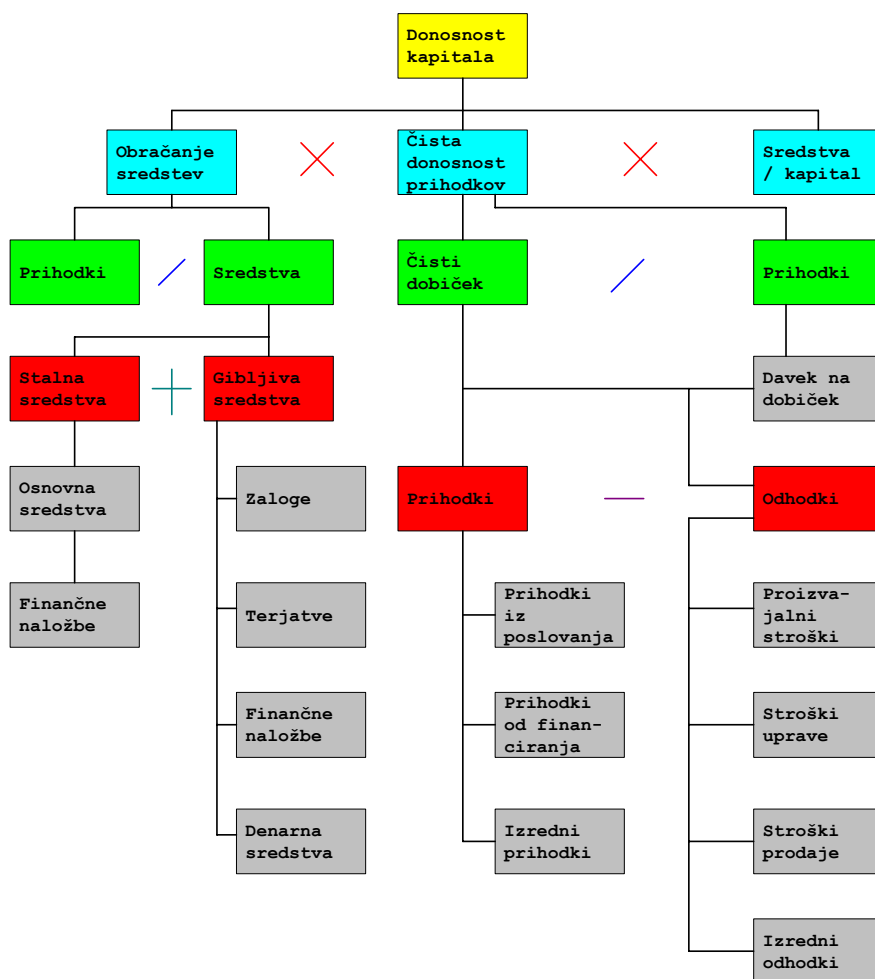 Donosnost
kapitala
Obračanje
sredstev
Čista
donosnost
prihodkov
Sredstva
/ kapital
Prihodki
Sredstva
Čisti
dobiček
Prihodki
Stalna
sredstva
Gibljiva
sredstva
Davek na
dobiček
Osnovna
sredstva
Zaloge
Prihodki
Odhodki
Finančne
naložbe
Terjatve
Prihodki
iz
poslovanja
Proizva-
jalni
stroški
Finančne
naložbe
Prihodki
od finan-
ciranja
Stroški
uprave
Denarna
sredstva
Izredni
prihodki
Stroški
prodaje
Izredni
odhodki